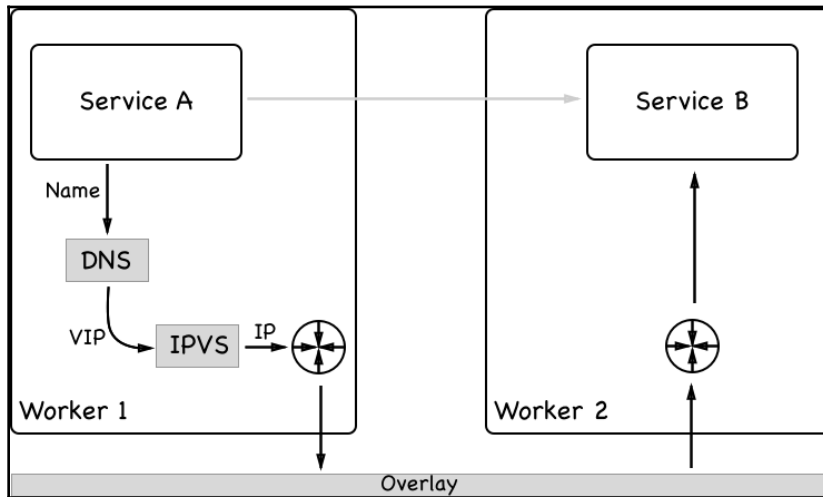 Service A
Service B
Name
DNS
VIP
IPVS
IP
Worker 1
Worker 2
Overlay